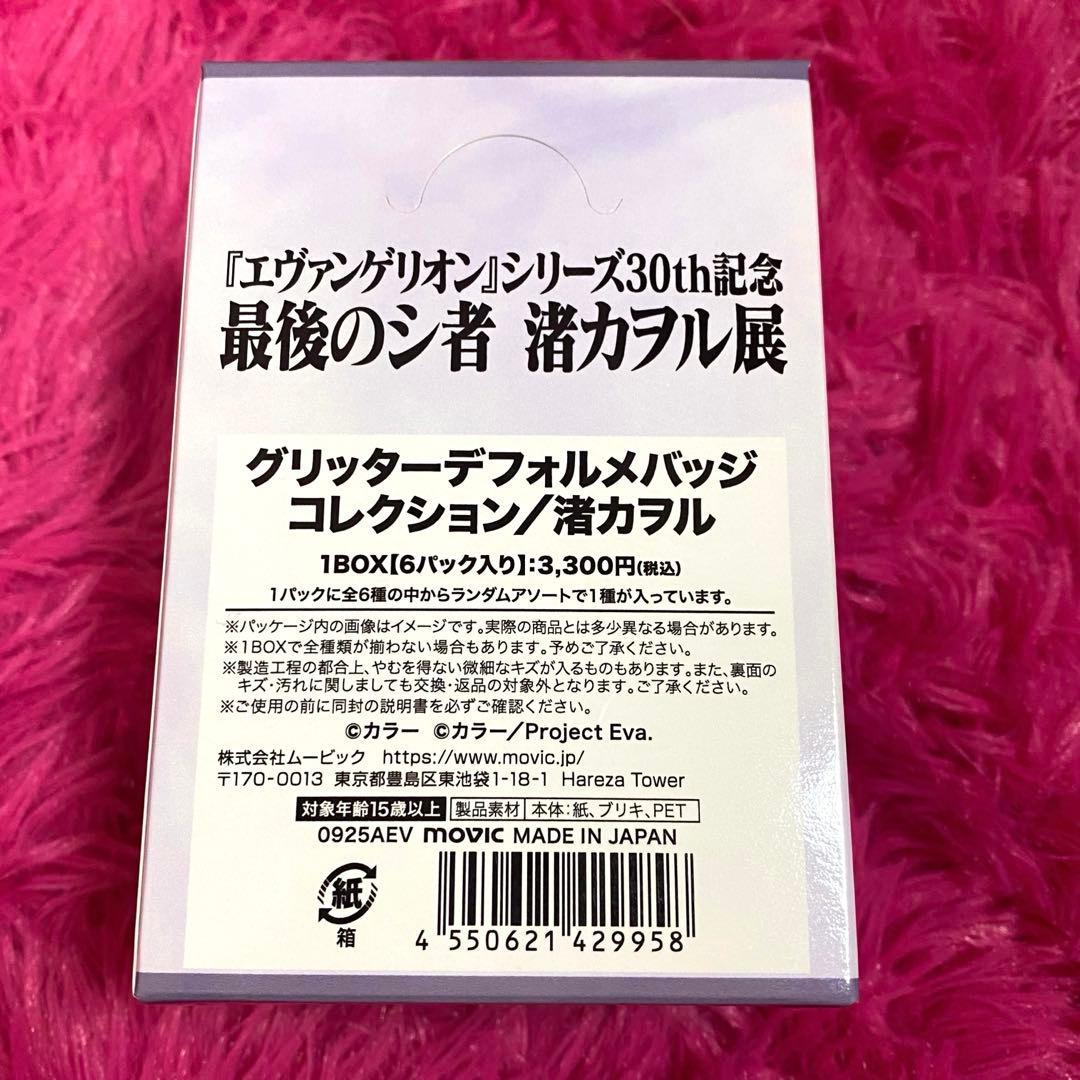 『エヴァンゲリオン』シリーズ30th記念
最後のシ者 渚カヲル展
グリッターデフォルメバッジ
コレクション/渚カヲル
1BOX【6パック入り】:3,300円(税込)
1パックに全6種の中からランダムアソートで1種が入っています。
※パッケージ内の画像はイメージです。実際の商品とは多少異なる場合があります。
※1BOXで全種類が揃わない場合もあります。予めご了承ください。
※製造工程の都合上、やむを得ない微細なキズが入るものもあります。また、裏面の
キズ・汚れに関しましても交換・返品の対象外となります。ご了承ください。
※ご使用の前に同封の説明書を必ずご確認ください。
©カラー ©カラー/Project Eva.
株式会社ムービック https://www.movic.jp/
〒170-0013 東京都豊島区東池袋1-18-1 Hareza Tower
対象年齢15歳以上 製品素材 本体:紙、ブリキ、PET
0925AEV movic MADE IN JAPAN
紙
箱
4 550621 429958